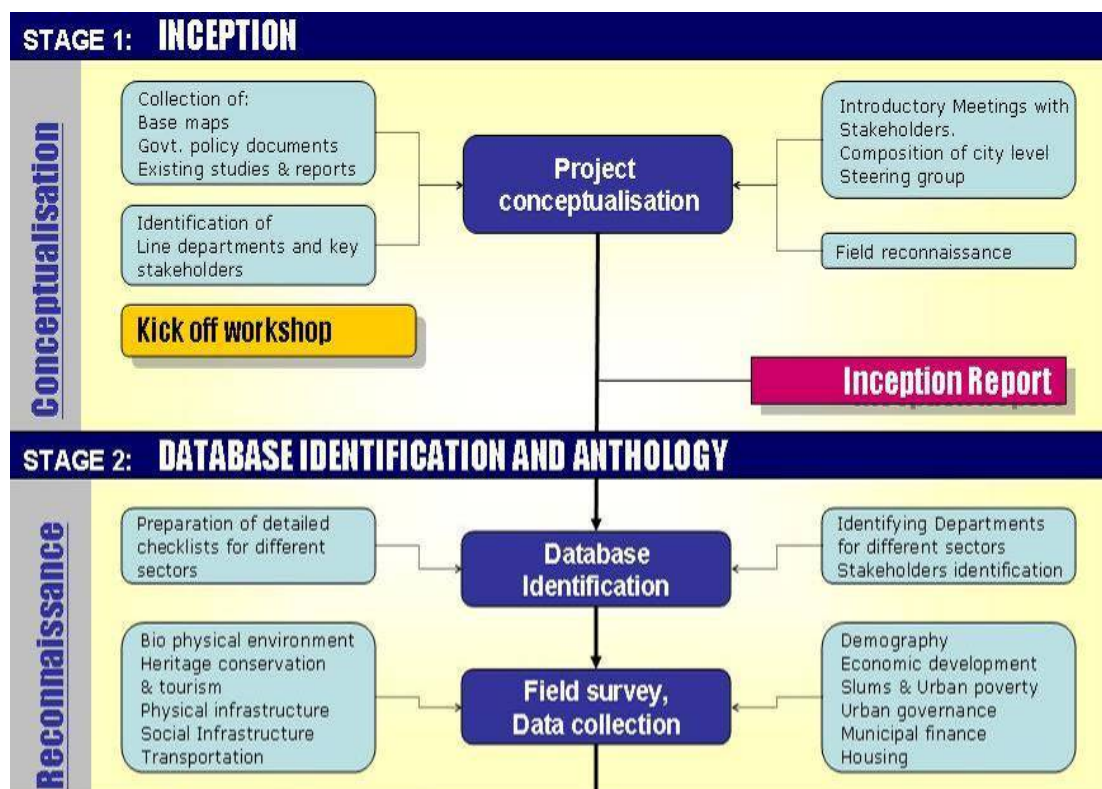 STAGE 1: INCEPTION
Conceptualisation
Collection of:
Base maps
Govt. policy documents
Existing studies & reports
Identification of
Line departments and key
stakeholders
Kick off workshop
Project
conceptualisation
Introductory Meetings with
Stakeholders.
Composition of city level
Steering group
Field reconnaissance
Inception Report
STAGE 2: DATABASE IDENTIFICATION AND ANTHOLOGY
Reconnaissance
Preparation of detailed
checklists for different
sectors
Database
Identification
Identifying Departments
for different sectors
Stakeholders identification
Bio physical environment
Heritage conservation
& tourism
Physical infrastructure
Social Infrastructure
Transportation
Field survey,
Data collection
Demography
Economic development
Slums & Urban poverty
Urban governance
Municipal finance
Housing